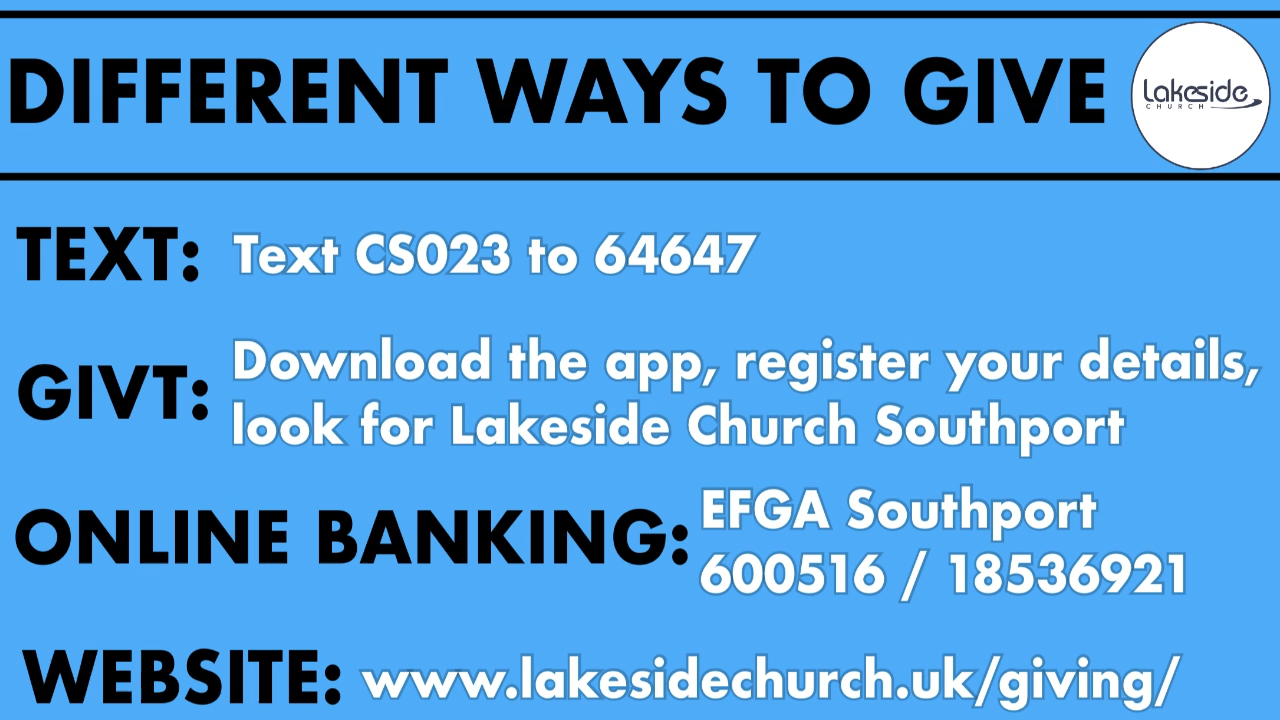 DIFFERENT WAYS TO GIVE
Lakeside
CHURCH
TEXT: Text CS023 to 64647
GIVT: Download the app, register your details,
look for Lakeside Church Southport
ONLINE BANKING: EFGA Southport
600516 / 18536921
WEBSITE: www.lakesidechurch.uk/giving/